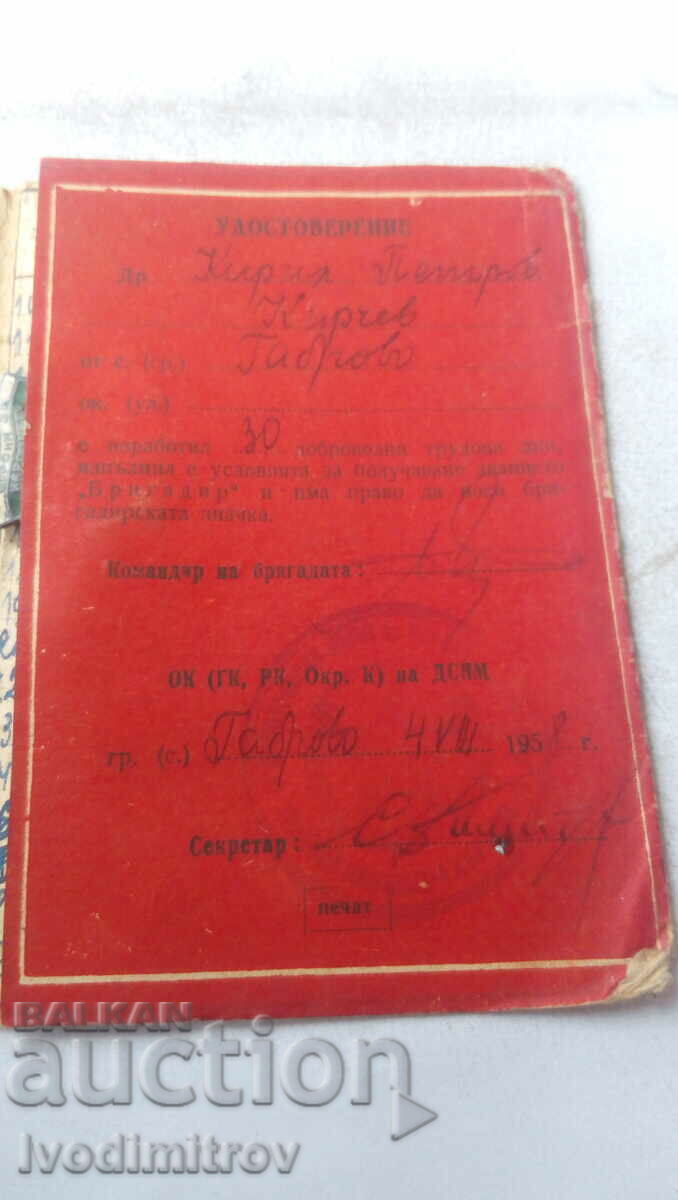 УДОСТОВЕРЕНИЕ
Др. Кирил Петров
Кирчев
от с. (гр.) Габрово
ок. (ул.)
е изработил 30 доброволни трудови дни,
изпълнил е условията за получаване званието
„Бригадир“ и има право да носи бри-
гадирската значка.
Командир на бригадата:
ОК (ГК, РК, Окр. К) на ДСНМ
гр. (с.) Габрово 4 VIII 1958 г.
Секретар:
печат
BALKAN
auction
Ivodimitrov